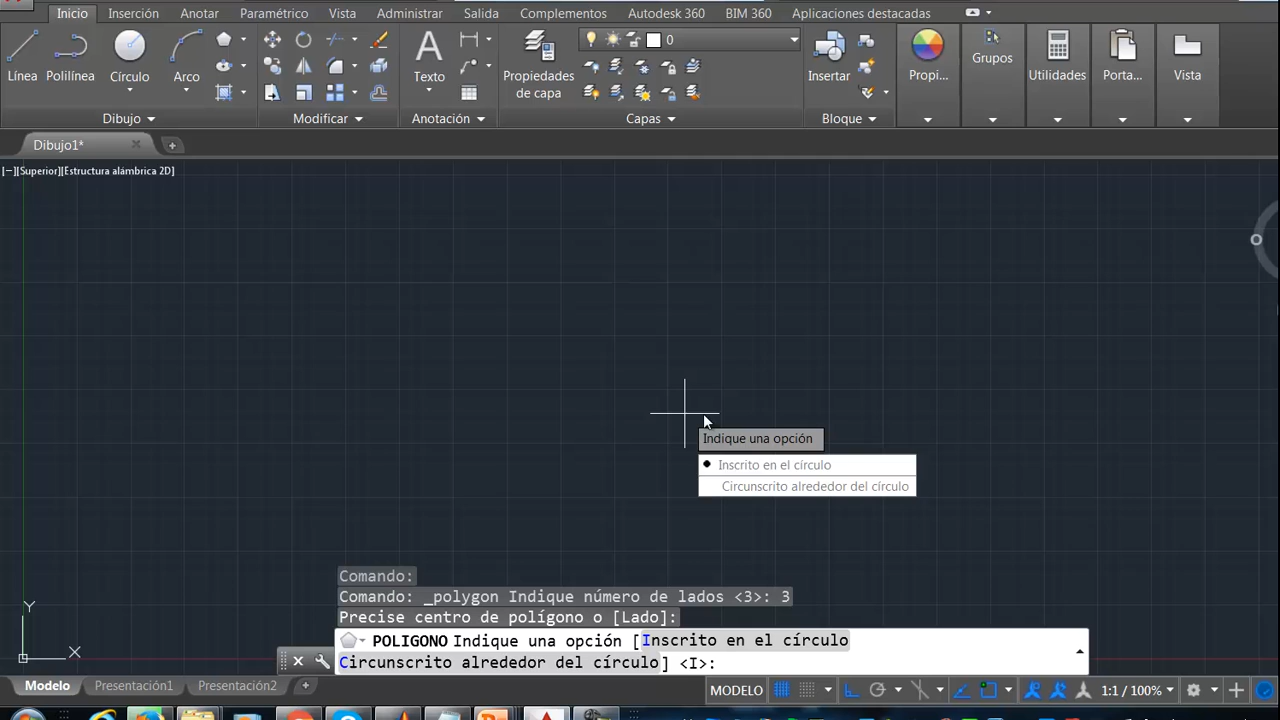 Inicio Inserción Anotar Paramétrico Vista Administrar Salida Complementos Autodesk 360 BIM 360 Aplicaciones destacadas
Línea Polilínea Círculo Arco Texto Propiedades de capa 0 Insertar Propi... Grupos Utilidades Porta... Vista
Dibujo Modificar Anotación Capas Bloque
Dibujo1*
[−][Superior][Estructura alámbrica 2D]
Indique una opción
Inscrito en el círculo
Circunscrito alrededor del círculo
Comando:
Comando: _polygon Indique número de lados <3>: 3
Precise centro de polígono o [Lado]:
POLIGONO Indique una opción [Inscrito en el círculo
Circunscrito alrededor del círculo] <I>:
Y
X
Modelo Presentación1 Presentación2 +
MODELO 1:1 / 100%